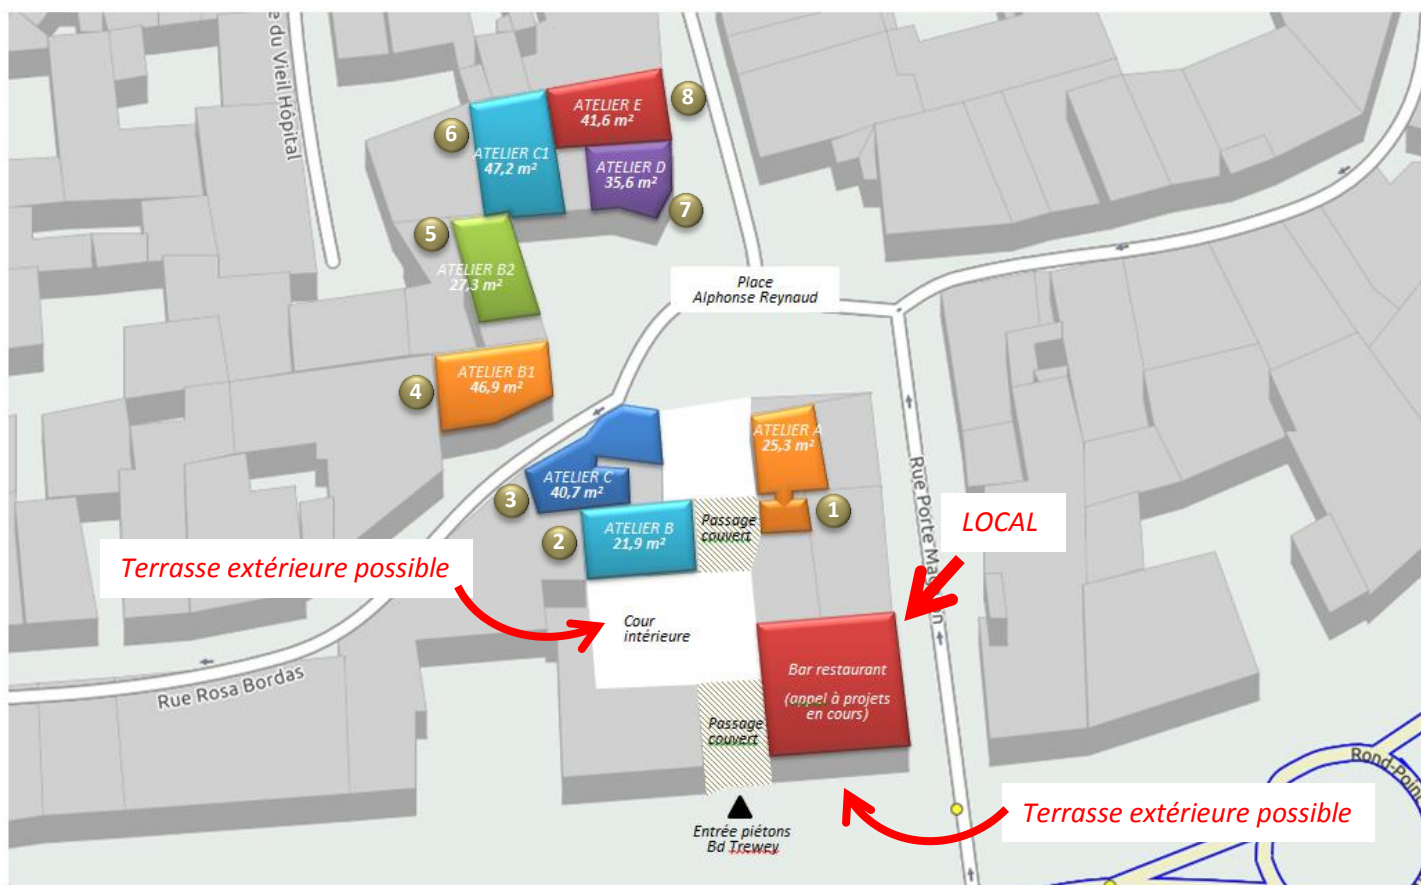 e du Vieil Hôpital
ATELIER E
41,6 m²
8
6
ATELIER C1
47,2 m²
ATELIER D
35,6 m²
7
5
ATELIER B2
27,3 m²
Place
Alphonse Reynaud
4
ATELIER B1
46,9 m²
ATELIER A
25,3 m²
ATELIER C
40,7 m²
3
1
Passage
couvert
ATELIER B
21,9 m²
2
LOCAL
Rue Porte Mag
n
Terrasse extérieure possible
Cour
intérieure
Bar restaurant
(appel à projets
en cours)
Rue Rosa Bordas
Passage
couvert
Rond-Poin
Terrasse extérieure possible
Entrée piétons
Bd Trewey